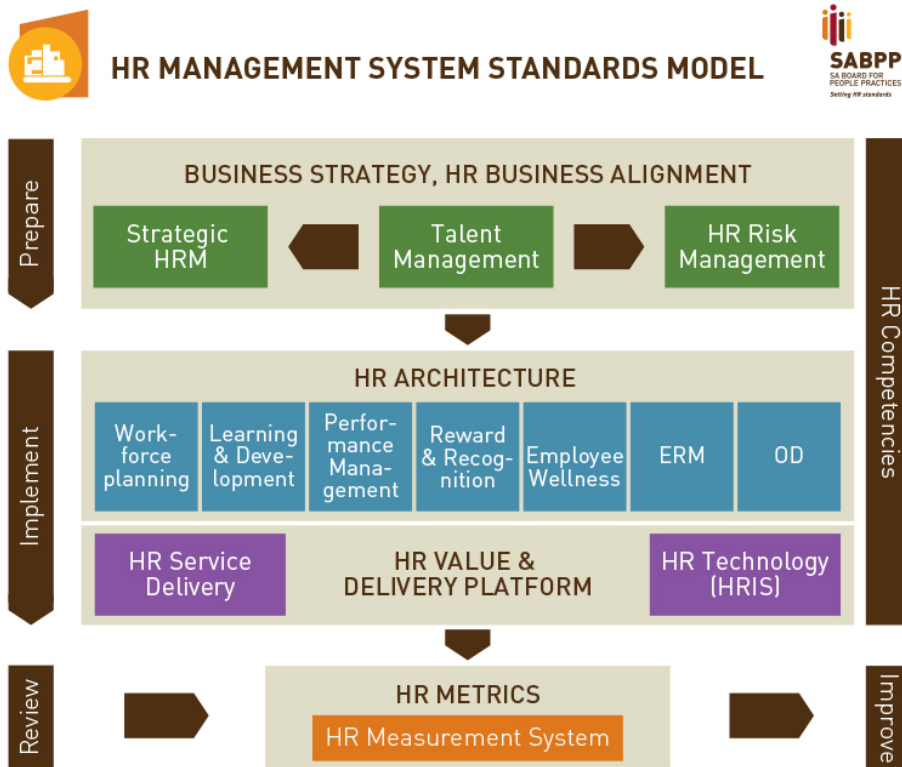 HR MANAGEMENT SYSTEM STANDARDS MODEL
SABPP
SA BOARD FOR
PEOPLE PRACTICES
Setting HR standards
Prepare
BUSINESS STRATEGY, HR BUSINESS ALIGNMENT
Strategic
HRM
Talent
Management
HR Risk
Management
HR Competencies
Implement
HR ARCHITECTURE
Work-
force
planning
Learning
& Deve-
lopment
Perfor-
mance
Mana-
gement
Reward
& Recog-
nition
Employee
Wellness
ERM
OD
HR Service
Delivery
HR VALUE &
DELIVERY PLATFORM
HR Technology
(HRIS)
Review
HR METRICS
HR Measurement System
Improve